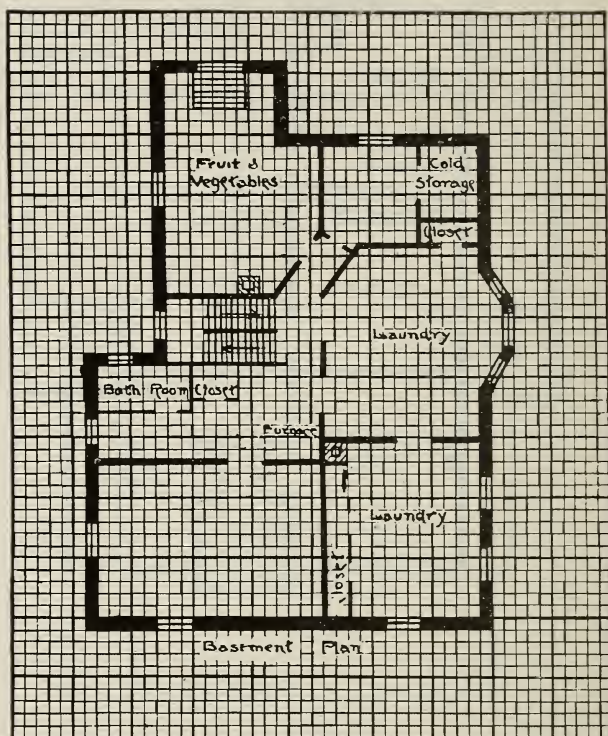 Fruit &
Vegetables
Cold
Storage
Closet
Laundry
Bath Room Closet
Furnace
Laundry
Closet
Basement Plan